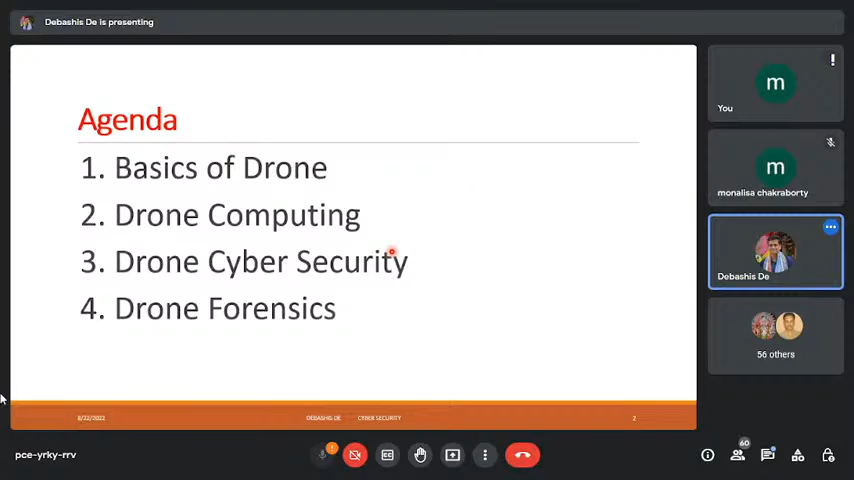 Debashis De is presenting
Agenda
1. Basics of Drone
2. Drone Computing
3. Drone Cyber Security
4. Drone Forensics
8/22/2022
DEBASHIS DE CYBER SECURITY
2
m
You
m
monalisa chakraborty
Debashis De
56 others
pce-yrky-rrv
60